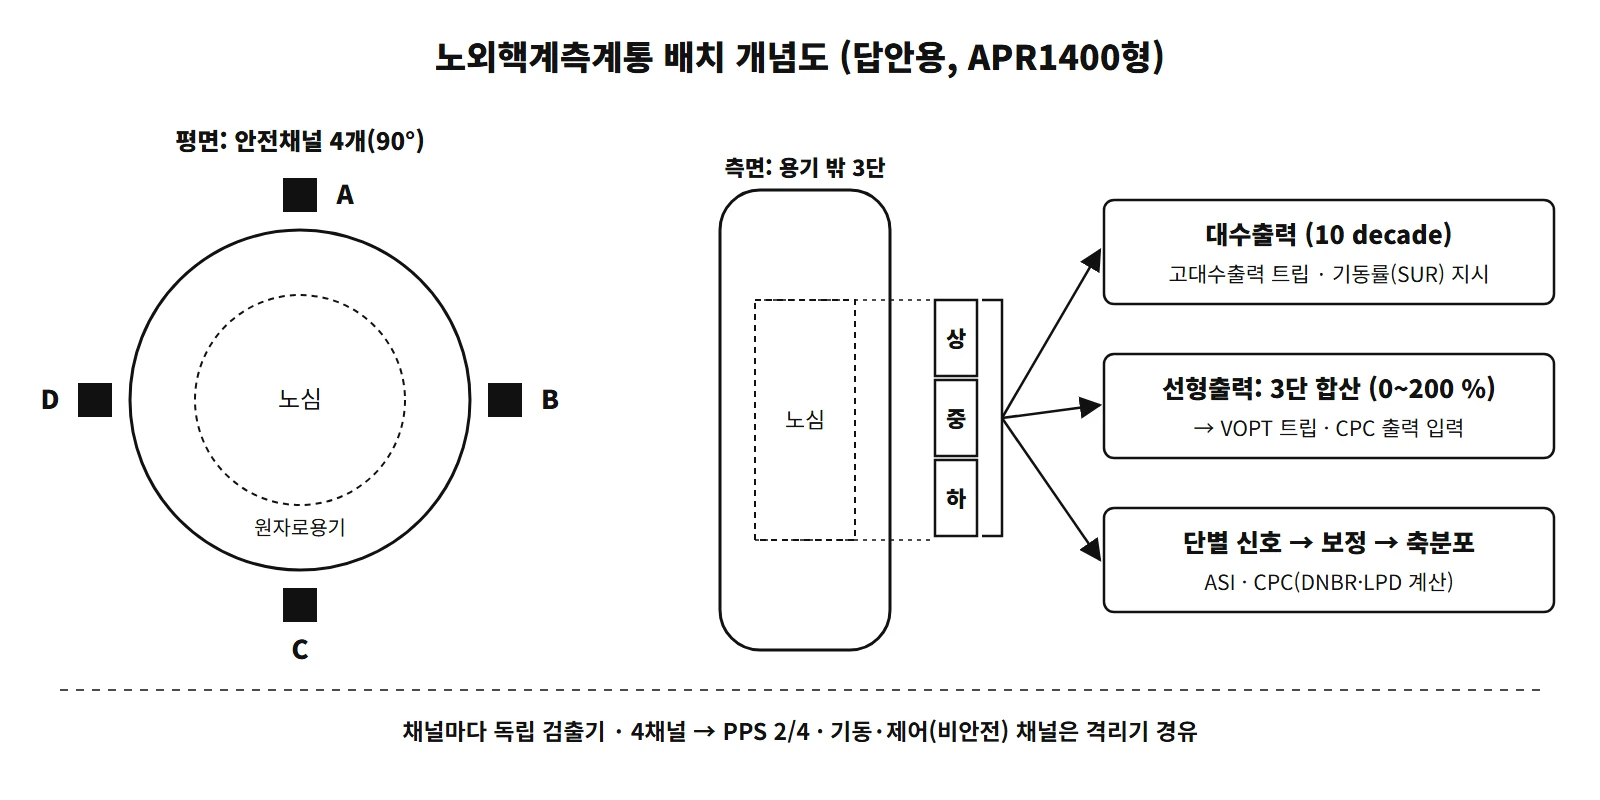 노외핵계측계통 배치 개념도 (답안용, APR1400형)
평면: 안전채널 4개(90°)
A
D
B
C
노심
원자로용기
측면: 용기 밖 3단
노심
상
중
하
대수출력 (10 decade)
고대수출력 트립 · 기동률(SUR) 지시
선형출력: 3단 합산 (0~200 %)
→ VOPT 트립 · CPC 출력 입력
단별 신호 → 보정 → 축분포
ASI · CPC(DNBR·LPD 계산)
채널마다 독립 검출기 · 4채널 → PPS 2/4 · 기동·제어(비안전) 채널은 격리기 경유